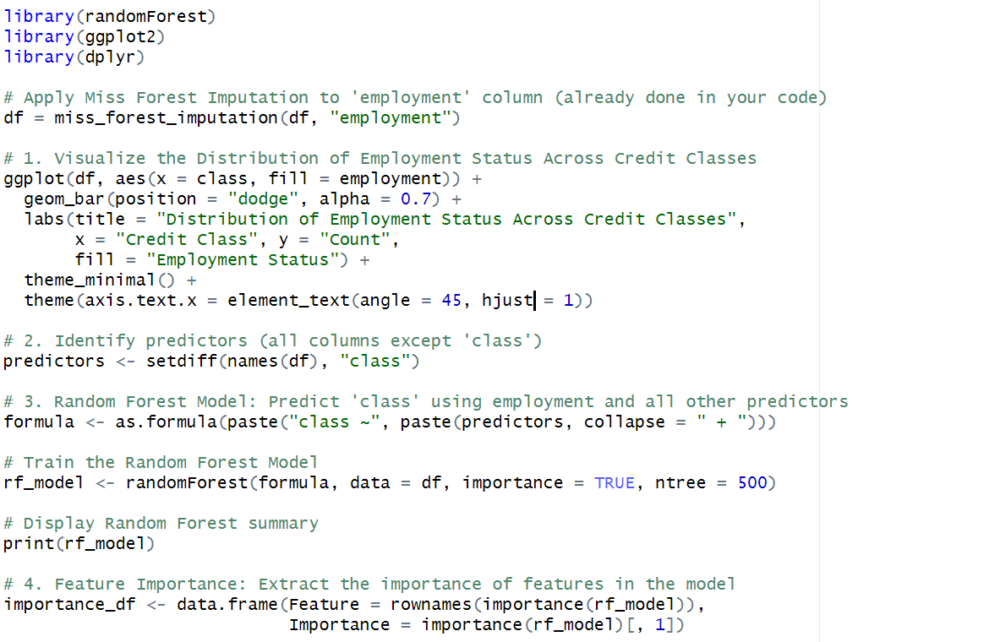 library(randomForest)
library(ggplot2)
library(dplyr)
# Apply Miss Forest Imputation to 'employment' column (already done in your code)
df = miss_forest_imputation(df, "employment")
# 1. Visualize the Distribution of Employment Status Across Credit Classes
ggplot(df, aes(x = class, fill = employment)) +
  geom_bar(position = "dodge", alpha = 0.7) +
  labs(title = "Distribution of Employment Status Across Credit Classes",
       x = "Credit Class", y = "Count",
       fill = "Employment Status") +
  theme_minimal() +
  theme(axis.text.x = element_text(angle = 45, hjust = 1))
# 2. Identify predictors (all columns except 'class')
predictors <- setdiff(names(df), "class")
# 3. Random Forest Model: Predict 'class' using employment and all other predictors
formula <- as.formula(paste("class ~", paste(predictors, collapse = " + ")))
# Train the Random Forest Model
rf_model <- randomForest(formula, data = df, importance = TRUE, ntree = 500)
# Display Random Forest summary
print(rf_model)
# 4. Feature Importance: Extract the importance of features in the model
importance_df <- data.frame(Feature = rownames(importance(rf_model)),
                            Importance = importance(rf_model)[, 1])